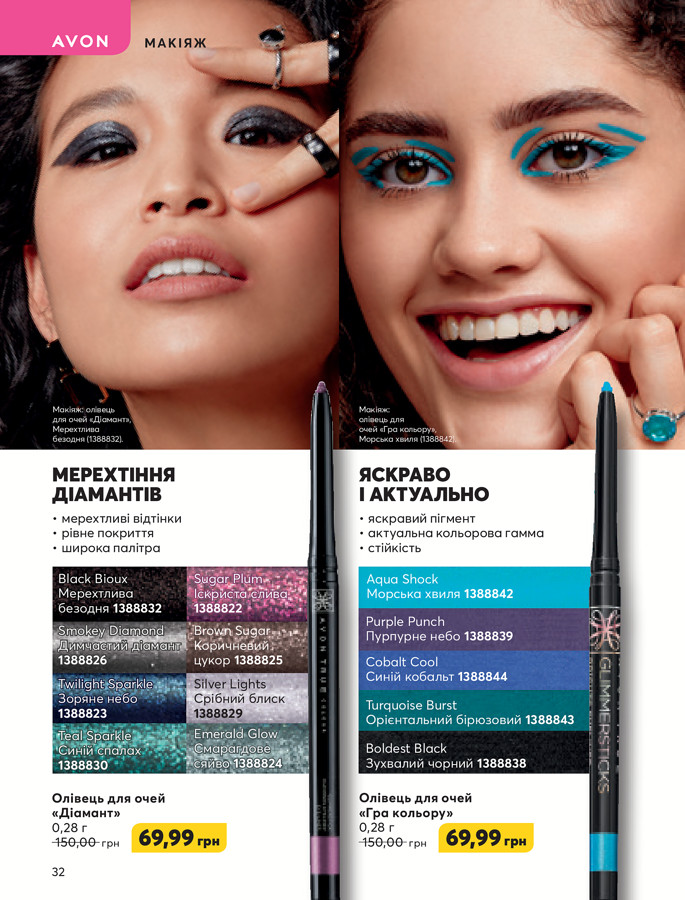 AVON
МАКІЯЖ
Макіяж: олівець
для очей «Діамант»,
Мерехтлива
безодня (1388832).
Макіяж:
олівець для
очей «Гра кольору»,
Морська хвиля (1388842).
МЕРЕХТІННЯ
ДІАМАНТІВ
• мерехтливі відтінки
• рівне покриття
• широка палітра
Black Bioux
Мерехтлива
безодня 1388832
Sugar Plum
Іскриста слива
1388822
Smokey Diamond
Димчастий діамант
1388826
Brown Sugar
Коричневий
цукор 1388825
Twilight Sparkle
Зоряне небо
1388823
Silver Lights
Срібний блиск
1388829
Teal Sparkle
Синій спалах
1388830
Emerald Glow
Смарагдове
сяйво 1388824
AVON TRUE
Олівець для очей
«Діамант»
0,28 г
150,00 грн
69,99 грн
ЯСКРАВО
І АКТУАЛЬНО
• яскравий пігмент
• актуальна кольорова гамма
• стійкість
Aqua Shock
Морська хвиля 1388842
Purple Punch
Пурпурне небо 1388839
Cobalt Cool
Синій кобальт 1388844
Turquoise Burst
Орієнтальний бірюзовий 1388843
Boldest Black
Зухвалий чорний 1388838
GLIMMERSTICKS
Олівець для очей
«Гра кольору»
0,28 г
150,00 грн
69,99 грн
32